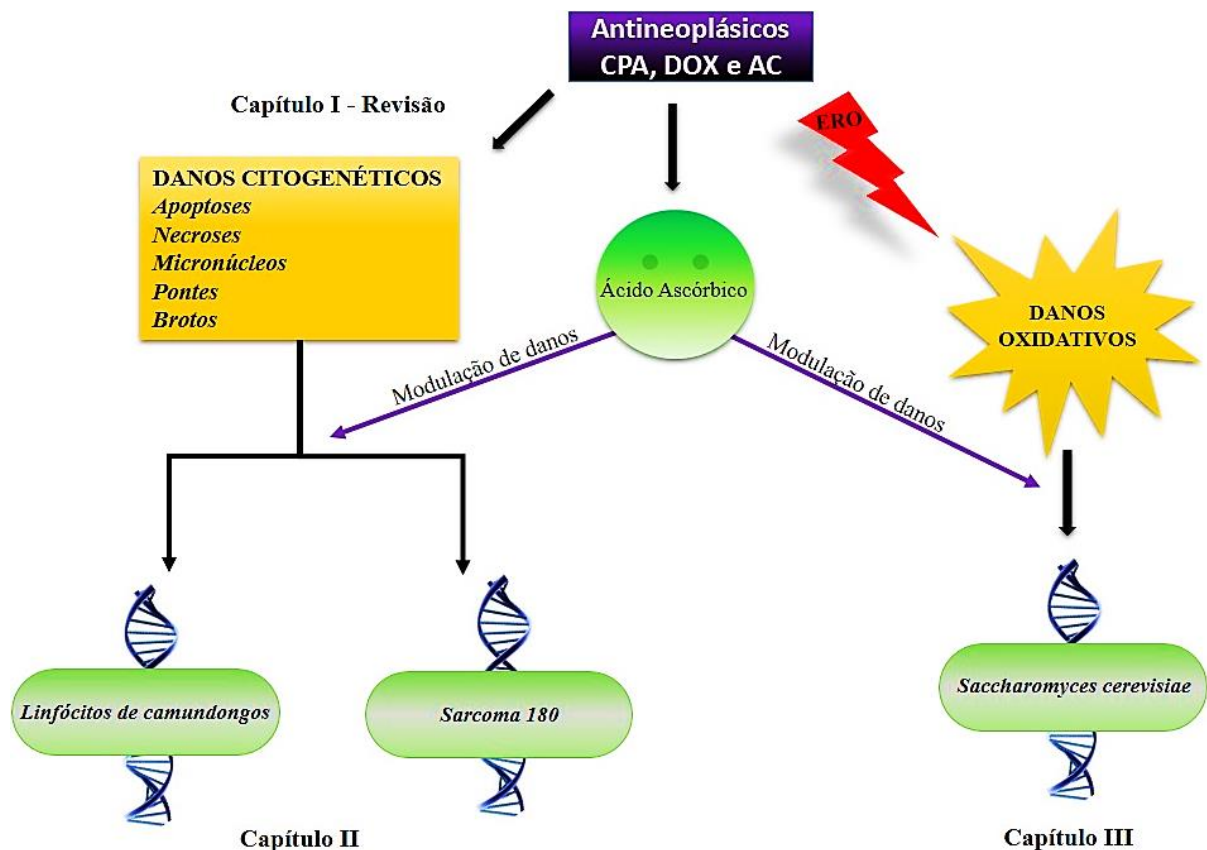 Antineoplásicos
CPA, DOX e AC
Capítulo I - Revisão
ERO
DANOS CITOGENÉTICOS
Apoptoses
Necroses
Micronúcleos
Pontes
Brotos
Ácido Ascórbico
DANOS
OXIDATIVOS
Modulação de danos
Modulação de danos
Linfócitos de camundongos
Sarcoma 180
Saccharomyces cerevisiae
Capítulo II
Capítulo III